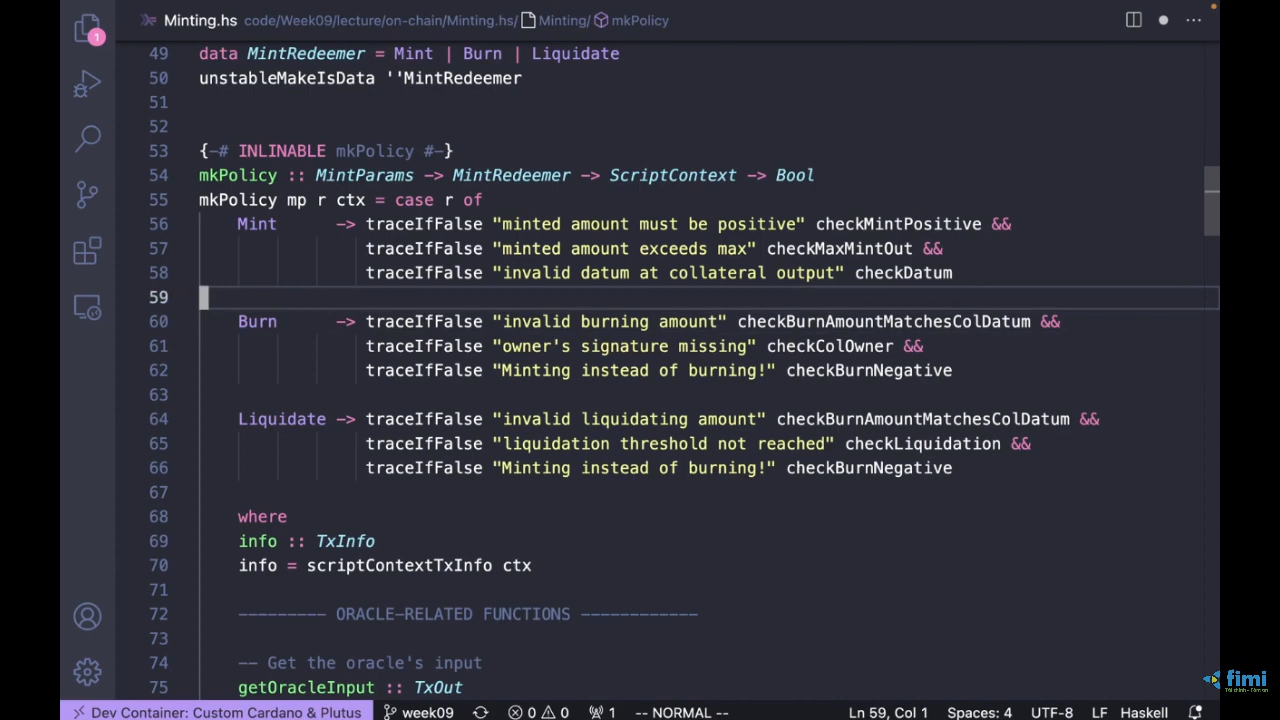 Minting.hs code/Week09/lecture/on-chain/Minting.hs/ Minting/ mkPolicy
1
49 data MintRedeemer = Mint | Burn | Liquidate
50 unstableMakeIsData ''MintRedeemer
51
52
53 {-# INLINABLE mkPolicy #-}
54 mkPolicy :: MintParams -> MintRedeemer -> ScriptContext -> Bool
55 mkPolicy mp r ctx = case r of
56 Mint -> traceIfFalse "minted amount must be positive" checkMintPositive &&
57 traceIfFalse "minted amount exceeds max" checkMaxMintOut &&
58 traceIfFalse "invalid datum at collateral output" checkDatum
59
60 Burn -> traceIfFalse "invalid burning amount" checkBurnAmountMatchesColDatum &&
61 traceIfFalse "owner's signature missing" checkColOwner &&
62 traceIfFalse "Minting instead of burning!" checkBurnNegative
63
64 Liquidate -> traceIfFalse "invalid liquidating amount" checkBurnAmountMatchesColDatum &&
65 traceIfFalse "liquidation threshold not reached" checkLiquidation &&
66 traceIfFalse "Minting instead of burning!" checkBurnNegative
67
68 where
69 info :: TxInfo
70 info = scriptContextTxInfo ctx
71
72 --------- ORACLE-RELATED FUNCTIONS ------------
73
74 -- Get the oracle's input
75 getOracleInput :: TxOut
fimi
Dev Container: Custom Cardano & Plutus week09 0 0 1 -- NORMAL -- Ln 59, Col 1 Spaces: 4 UTF-8 LF Haskell